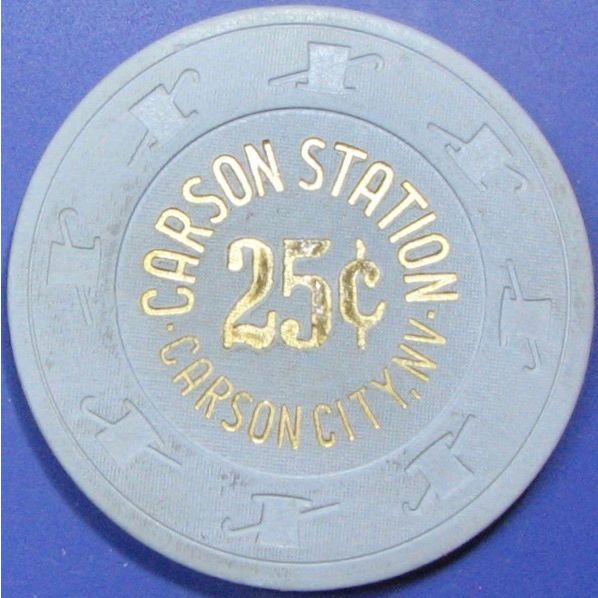 CARSON STATION
25¢
· CARSON CITY, NV ·